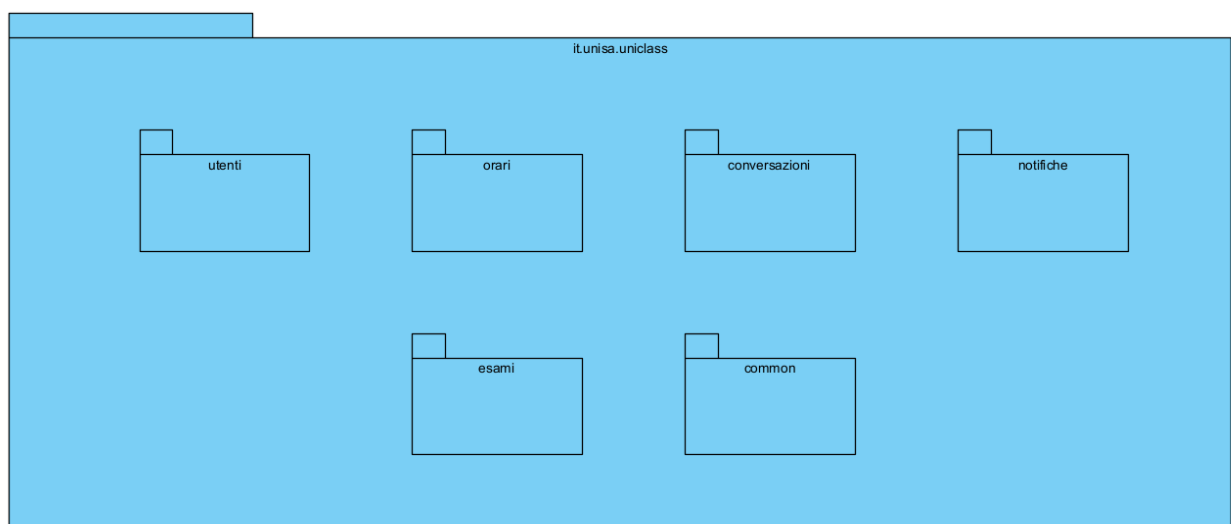 it.unisa.uniclass
utenti
orari
conversazioni
notifiche
esami
common